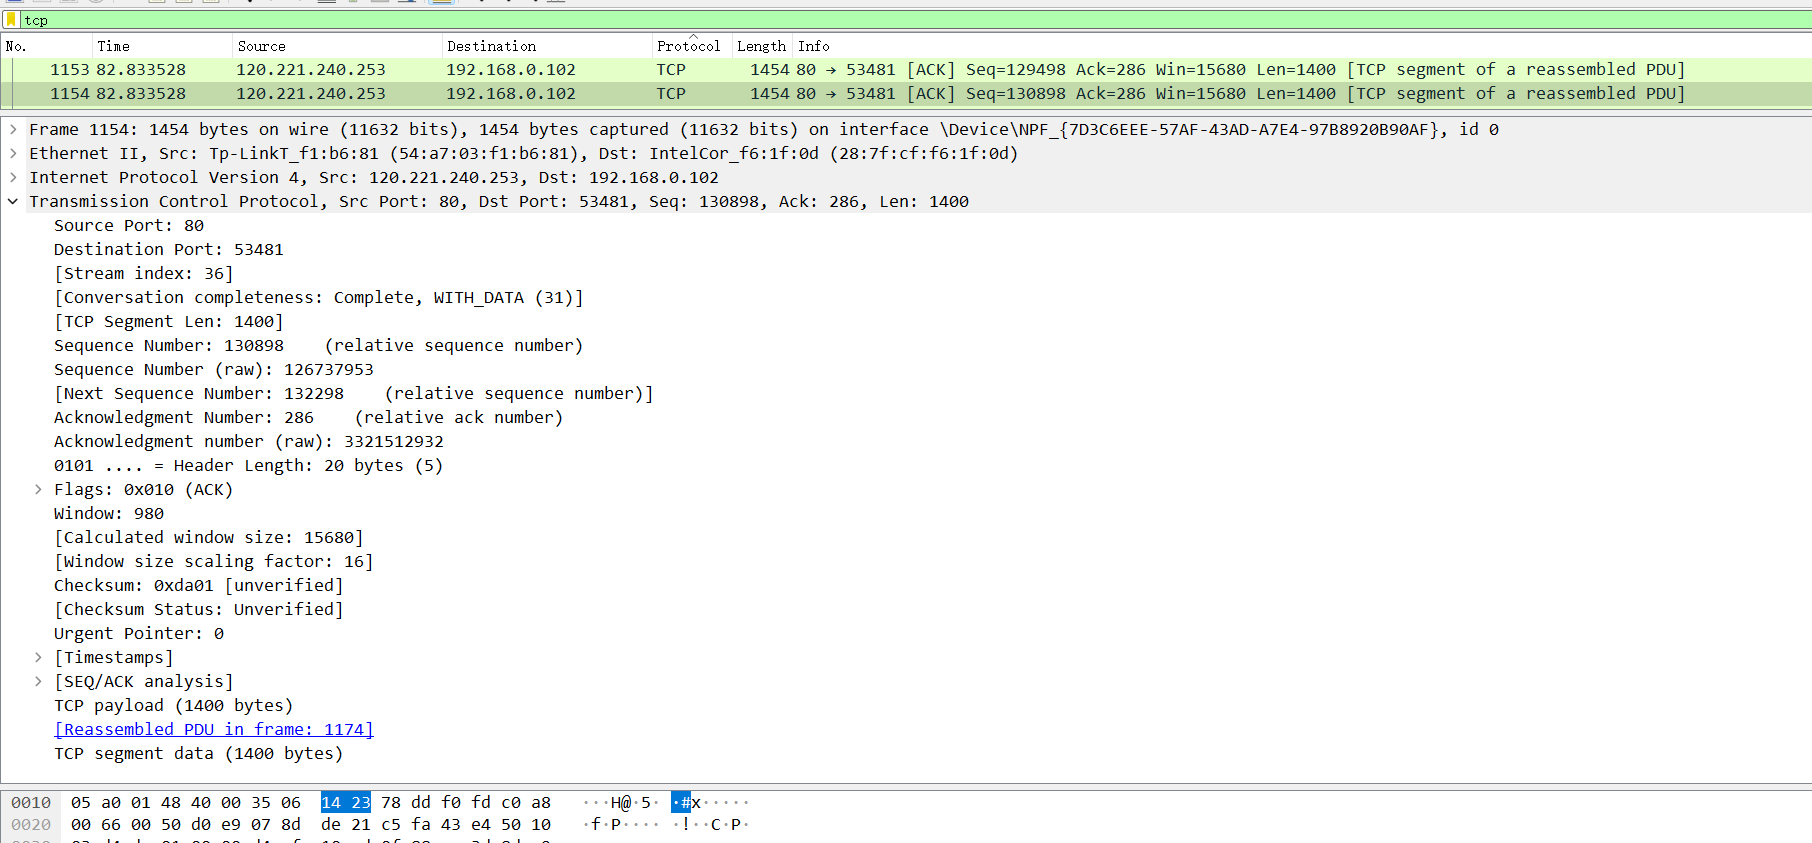 tcp
No. Time Source Destination Protocol Length Info
1153 82.833528 120.221.240.253 192.168.0.102 TCP 1454 80 → 53481 [ACK] Seq=129498 Ack=286 Win=15680 Len=1400 [TCP segment of a reassembled PDU]
1154 82.833528 120.221.240.253 192.168.0.102 TCP 1454 80 → 53481 [ACK] Seq=130898 Ack=286 Win=15680 Len=1400 [TCP segment of a reassembled PDU]
Frame 1154: 1454 bytes on wire (11632 bits), 1454 bytes captured (11632 bits) on interface \Device\NPF_{7D3C6EEE-57AF-43AD-A7E4-97B8920B90AF}, id 0
Ethernet II, Src: Tp-LinkT_f1:b6:81 (54:a7:03:f1:b6:81), Dst: IntelCor_f6:1f:0d (28:7f:cf:f6:1f:0d)
Internet Protocol Version 4, Src: 120.221.240.253, Dst: 192.168.0.102
Transmission Control Protocol, Src Port: 80, Dst Port: 53481, Seq: 130898, Ack: 286, Len: 1400
Source Port: 80
Destination Port: 53481
[Stream index: 36]
[Conversation completeness: Complete, WITH_DATA (31)]
[TCP Segment Len: 1400]
Sequence Number: 130898 (relative sequence number)
Sequence Number (raw): 126737953
[Next Sequence Number: 132298 (relative sequence number)]
Acknowledgment Number: 286 (relative ack number)
Acknowledgment number (raw): 3321512932
0101 .... = Header Length: 20 bytes (5)
Flags: 0x010 (ACK)
Window: 980
[Calculated window size: 15680]
[Window size scaling factor: 16]
Checksum: 0xda01 [unverified]
[Checksum Status: Unverified]
Urgent Pointer: 0
[Timestamps]
[SEQ/ACK analysis]
TCP payload (1400 bytes)
[Reassembled PDU in frame: 1174]
TCP segment data (1400 bytes)
0010 05 a0 01 48 40 00 35 06 14 23 78 dd f0 fd c0 a8 ···H@·5· ·#x·····
0020 00 66 00 50 d0 e9 07 8d de 21 c5 fa 43 e4 50 10 ·f·P···· ·!··C·P·